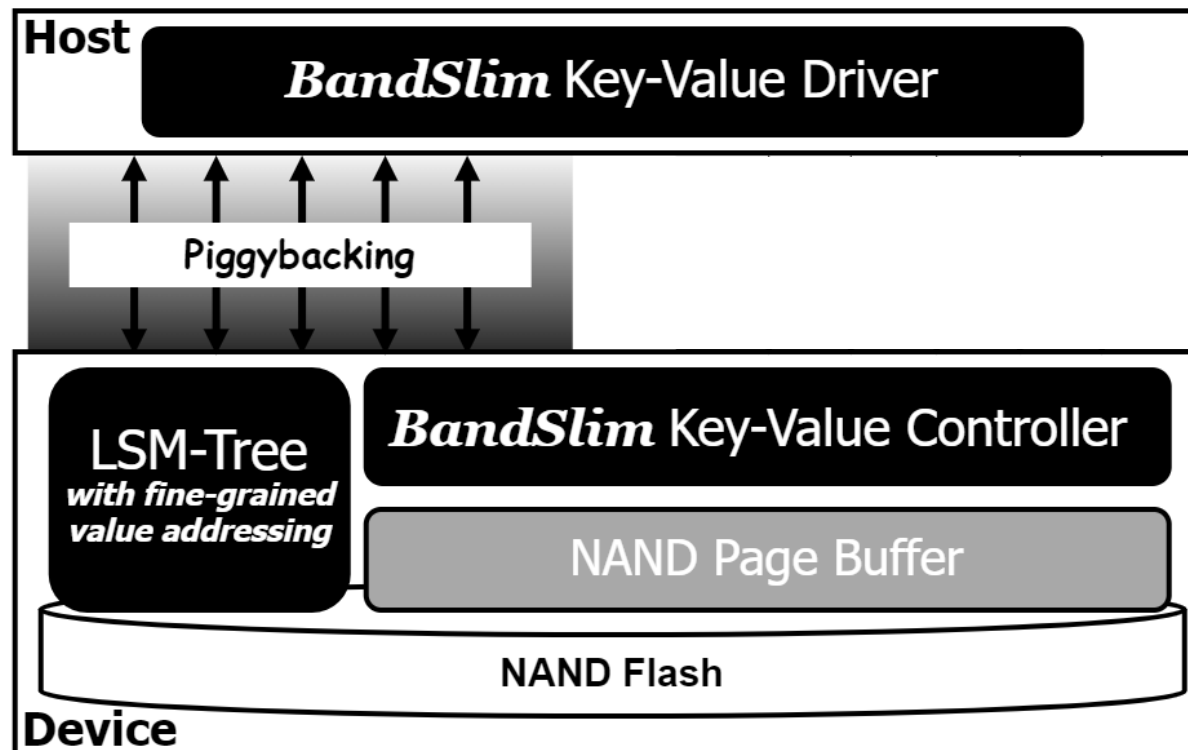 Host
BandSlim Key-Value Driver
Piggybacking
LSM-Tree
with fine-grained
value addressing
BandSlim Key-Value Controller
NAND Page Buffer
NAND Flash
Device